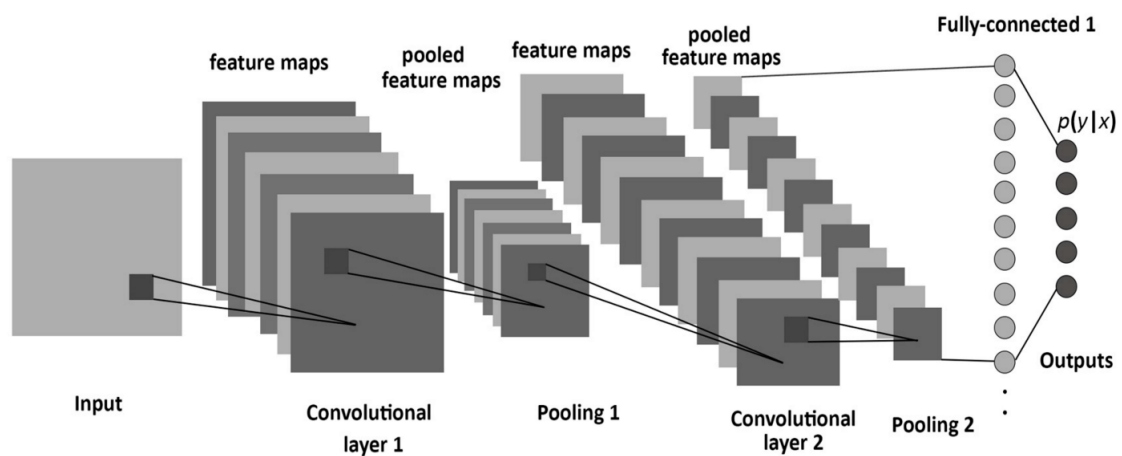 Fully-connected 1
feature maps
pooled
feature maps
feature maps
pooled
feature maps
p(y|x)
Input
Convolutional
layer 1
Pooling 1
Convolutional
layer 2
Pooling 2
Outputs